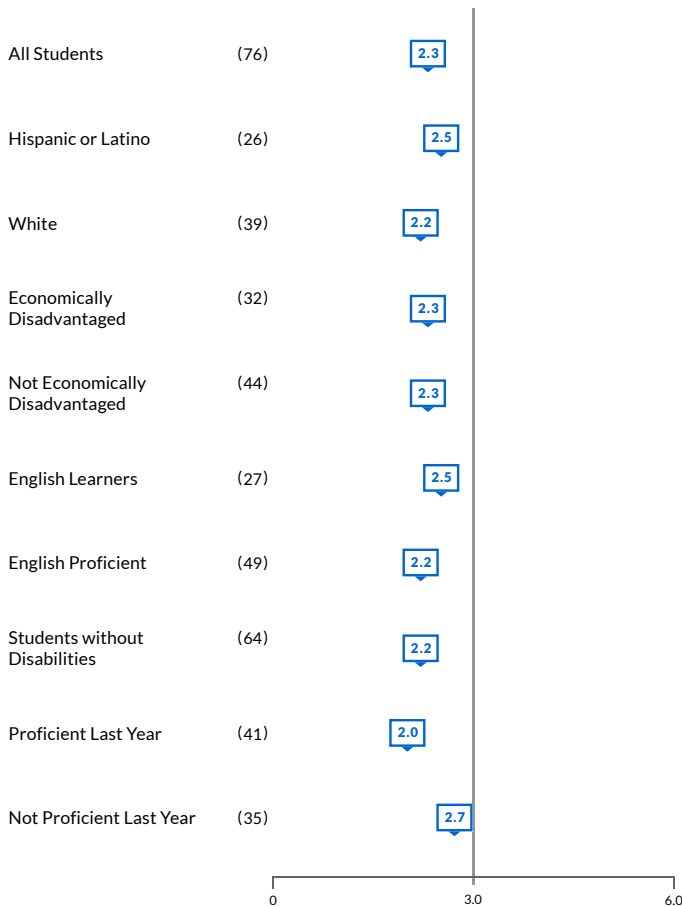 All Students (76) 2.3
Hispanic or Latino (26) 2.5
White (39) 2.2
Economically (32)
Disadvantaged 2.3
Not Economically (44)
Disadvantaged 2.3
English Learners (27) 2.5
English Proficient (49) 2.2
Students without (64)
Disabilities 2.2
Proficient Last Year (41) 2.0
Not Proficient Last Year (35) 2.7
0 3.0 6.0